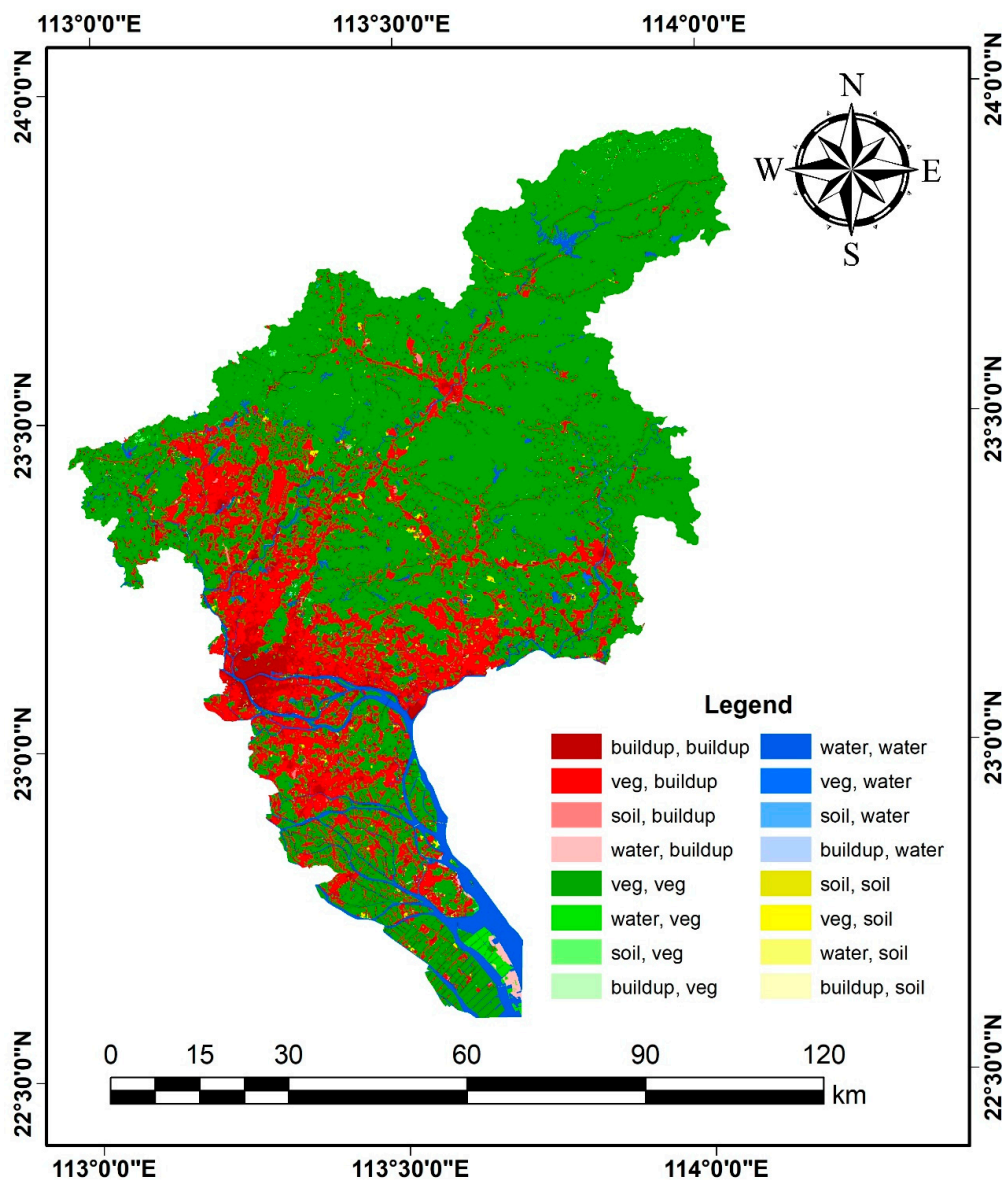 113°0'0"E 113°30'0"E 114°0'0"E
24°0'0"N
24°0'0"N
N
W E
S
23°30'0"N
23°30'0"N
23°0'0"N
23°0'0"N
22°30'0"N
22°30'0"N
Legend
buildup, buildup
veg, buildup
soil, buildup
water, buildup
veg, veg
water, veg
soil, veg
buildup, veg
water, water
veg, water
soil, water
buildup, water
soil, soil
veg, soil
water, soil
buildup, soil
0 15 30 60 90 120
km
113°0'0"E 113°30'0"E 114°0'0"E